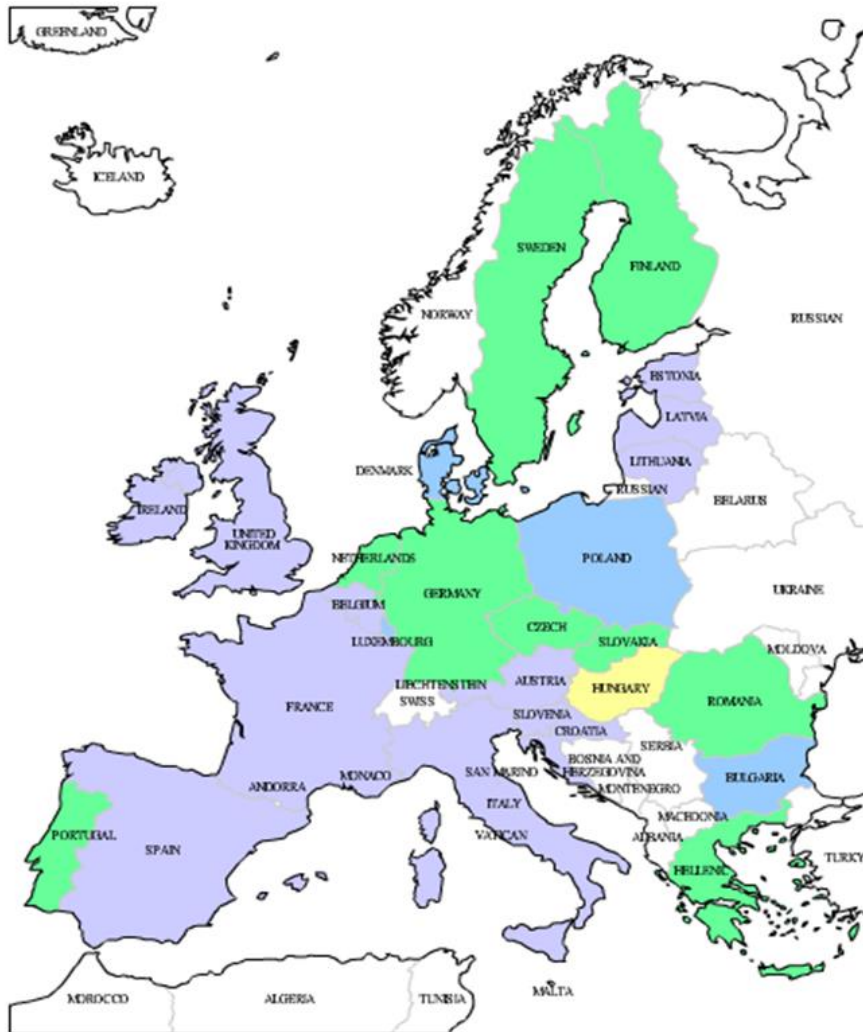 GREENLAND
ICELAND
SWEDEN
FINLAND
NORWAY
RUSSIAN
ESTONIA
LATVIA
DENMARK
LITHUANIA
RUSSIAN
BELARUS
IRELAND
UNITED
KINGDOM
NETHERLANDS
POLAND
UKRAINE
GERMANY
BELGIUM
CZECH
LUXEMBOURG
SLOVAKIA
MOLDOVA
LIECHTENSTEIN
AUSTRIA
HUNGARY
SWISS
ROMANIA
FRANCE
SLOVENIA
CROATIA
SERBIA
BOSNIA AND
HERZEGOVINA
SAN MARINO
MONACO
ANDORRA
MONTENEGRO
BULGARIA
ITALY
MACEDONIA
PORTUGAL
SPAIN
VATICAN
ALBANIA
TURKY
HELLENIC
MALTA
MOROCCO
ALGERIA
TUNISIA